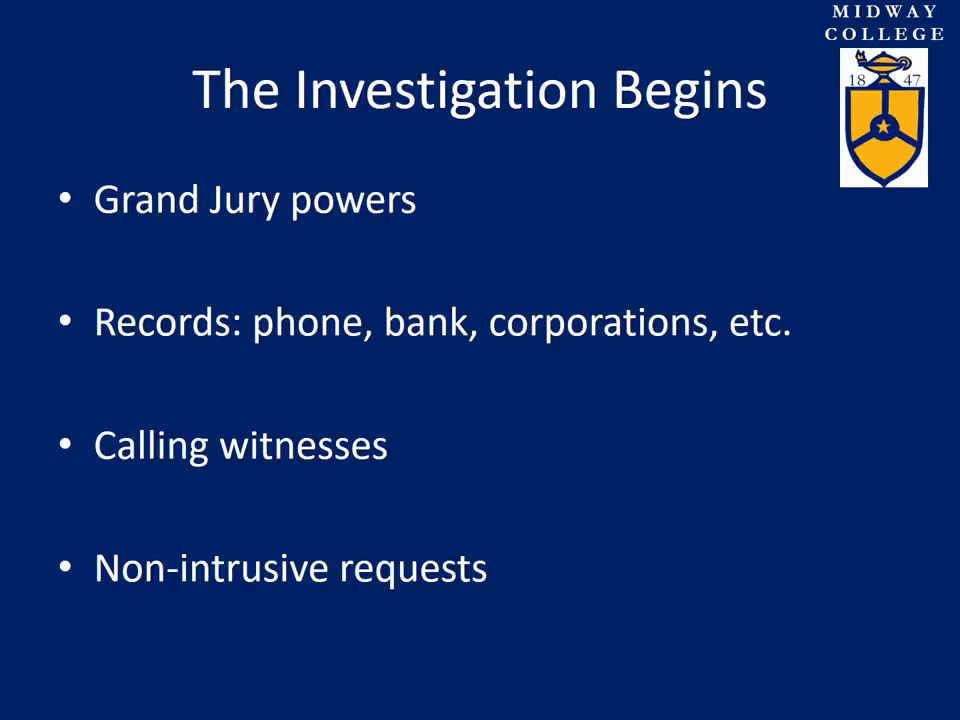 MIDWAY
COLLEGE
18 47
The Investigation Begins
• Grand Jury powers
• Records: phone, bank, corporations, etc.
• Calling witnesses
• Non-intrusive requests